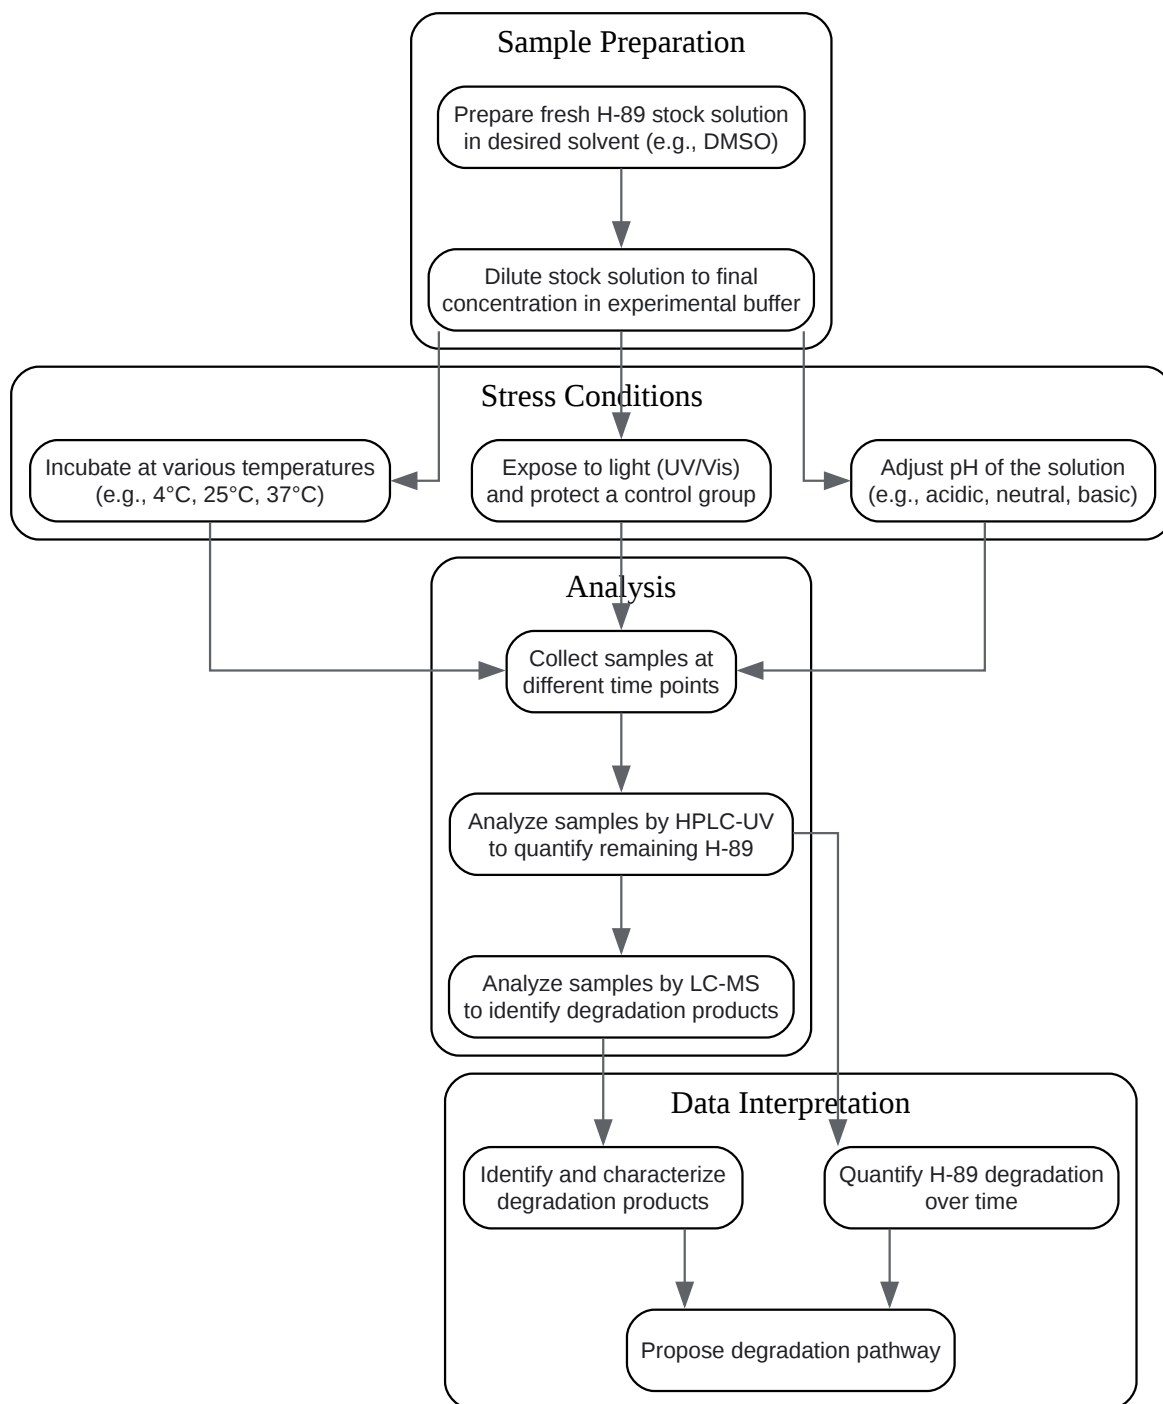 Sample Preparation
Prepare fresh H-89 stock solution
in desired solvent (e.g., DMSO)
Dilute stock solution to final
concentration in experimental buffer
Stress Conditions
Incubate at various temperatures
(e.g., 4°C, 25°C, 37°C)
Expose to light (UV/Vis)
and protect a control group
Adjust pH of the solution
(e.g., acidic, neutral, basic)
Analysis
Collect samples at
different time points
Analyze samples by HPLC-UV
to quantify remaining H-89
Analyze samples by LC-MS
to identify degradation products
Data Interpretation
Identify and characterize
degradation products
Quantify H-89 degradation
over time
Propose degradation pathway